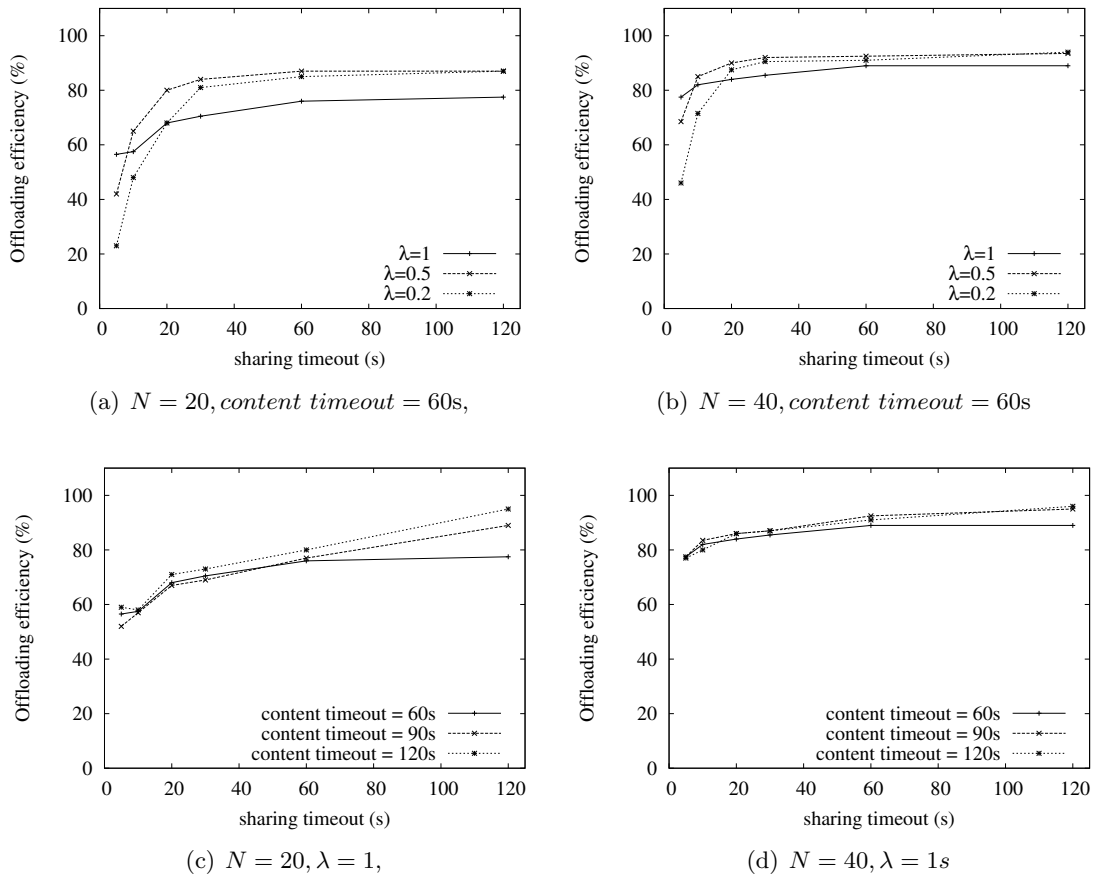 Offloading efficiency (%)
100
80
60
40
20
0
λ=1
λ=0.5
λ=0.2
0 20 40 60 80 100 120
sharing timeout (s)
(a) N = 20, content timeout = 60s,
Offloading efficiency (%)
100
80
60
40
20
0
λ=1
λ=0.5
λ=0.2
0 20 40 60 80 100 120
sharing timeout (s)
(b) N = 40, content timeout = 60s
Offloading efficiency (%)
100
80
60
40
20
0
content timeout = 60s
content timeout = 90s
content timeout = 120s
0 20 40 60 80 100 120
sharing timeout (s)
(c) N = 20, λ = 1,
Offloading efficiency (%)
100
80
60
40
20
0
content timeout = 60s
content timeout = 90s
content timeout = 120s
0 20 40 60 80 100 120
sharing timeout (s)
(d) N = 40, λ = 1s